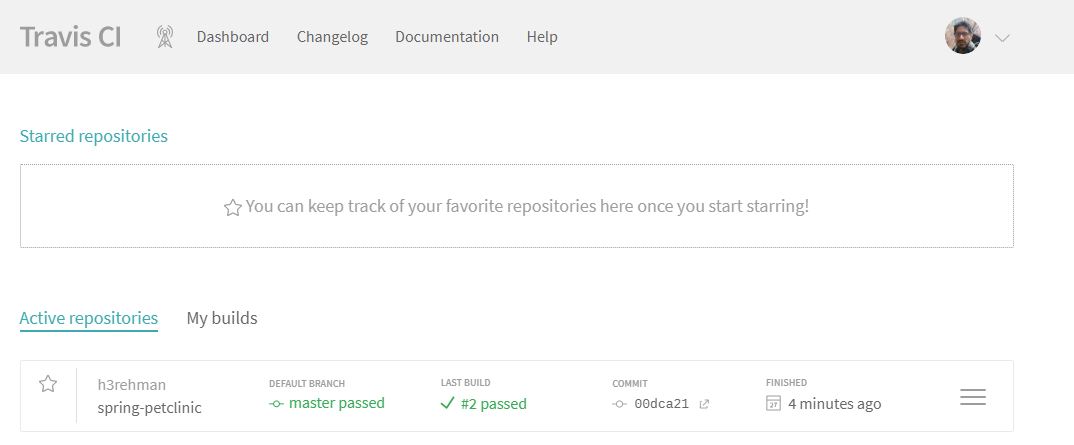 Travis CI Dashboard Changelog Documentation Help
Starred repositories
You can keep track of your favorite repositories here once you start starring!
Active repositories My builds
h3rehman DEFAULT BRANCH LAST BUILD COMMIT FINISHED
spring-petclinic master passed #2 passed 00dca21 27 4 minutes ago